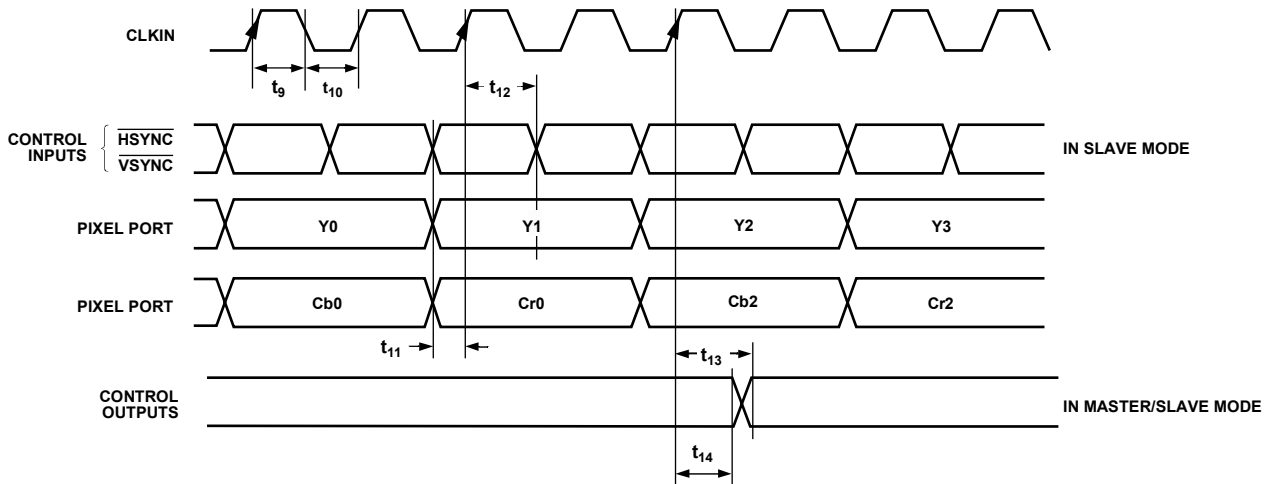 CLKIN
t9
t10
t12
CONTROL INPUTS
HSYNC
VSYNC
IN SLAVE MODE
PIXEL PORT
Y0
Y1
Y2
Y3
PIXEL PORT
Cb0
Cr0
Cb2
Cr2
t11
t13
CONTROL OUTPUTS
IN MASTER/SLAVE MODE
t14